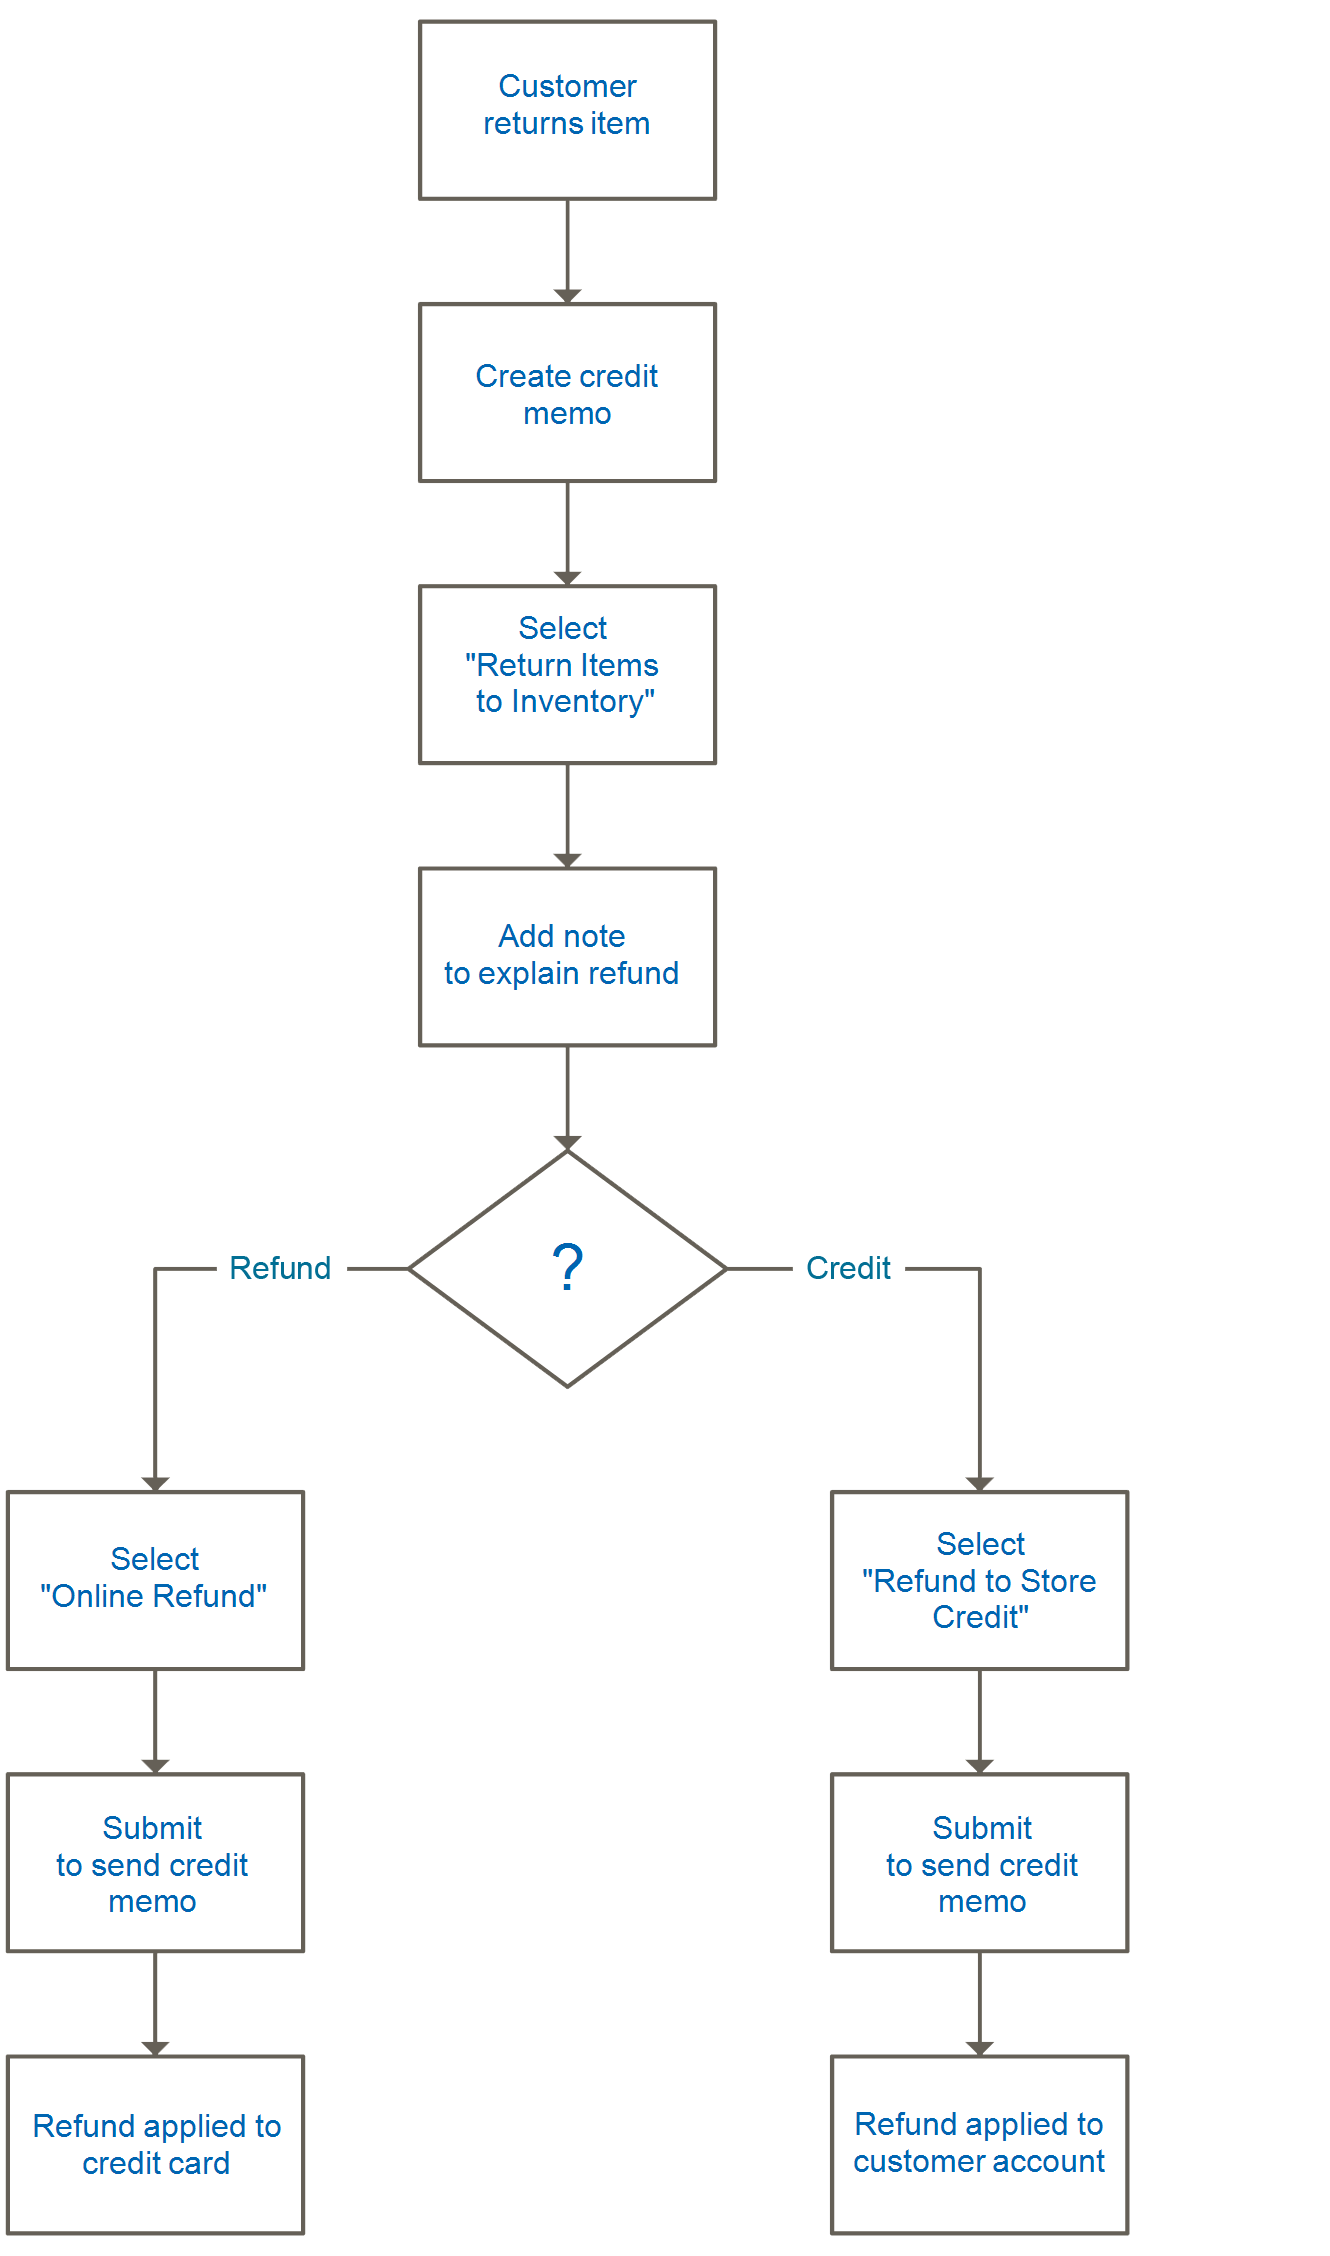 Customer
returns item
Create credit
memo
Select
"Return Items
to Inventory"
Add note
to explain refund
?
Refund
Credit
Select
"Online Refund"
Submit
to send credit
memo
Refund applied to
credit card
Select
"Refund to Store
Credit"
Submit
to send credit
memo
Refund applied to
customer account